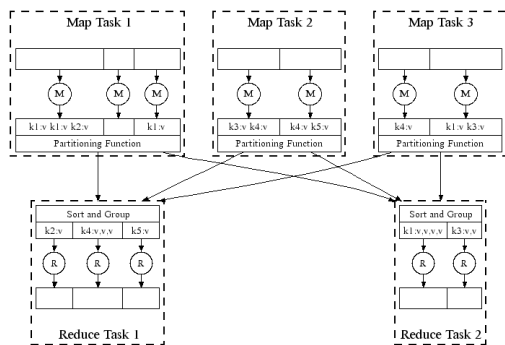 Map Task 1 Map Task 2 Map Task 3
M M M M M M M
k1:v k1:v k2:v k1:v k3:v k4:v k4:v k5:v k4:v k1:v k3:v
Partitioning Function Partitioning Function Partitioning Function
Sort and Group Sort and Group
k2:v k4:v,v,v k5:v k1:v,v,v,v k3:v,v
R R R R R
Reduce Task 1 Reduce Task 2